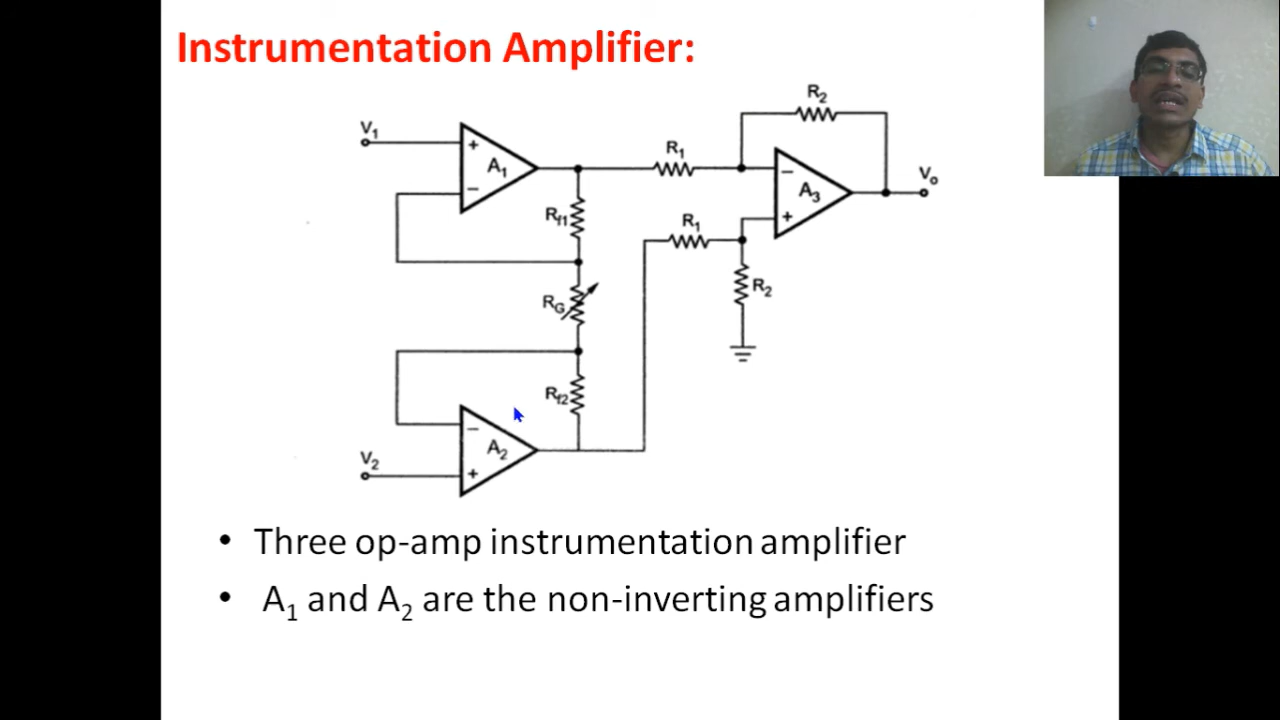 Instrumentation Amplifier:
R2
V1
+
A1
−
R1
−
A3
+
Vo
Rf1
R1
RG
R2
Rf2
−
A2
+
V2
• Three op-amp instrumentation amplifier
• A1 and A2 are the non-inverting amplifiers